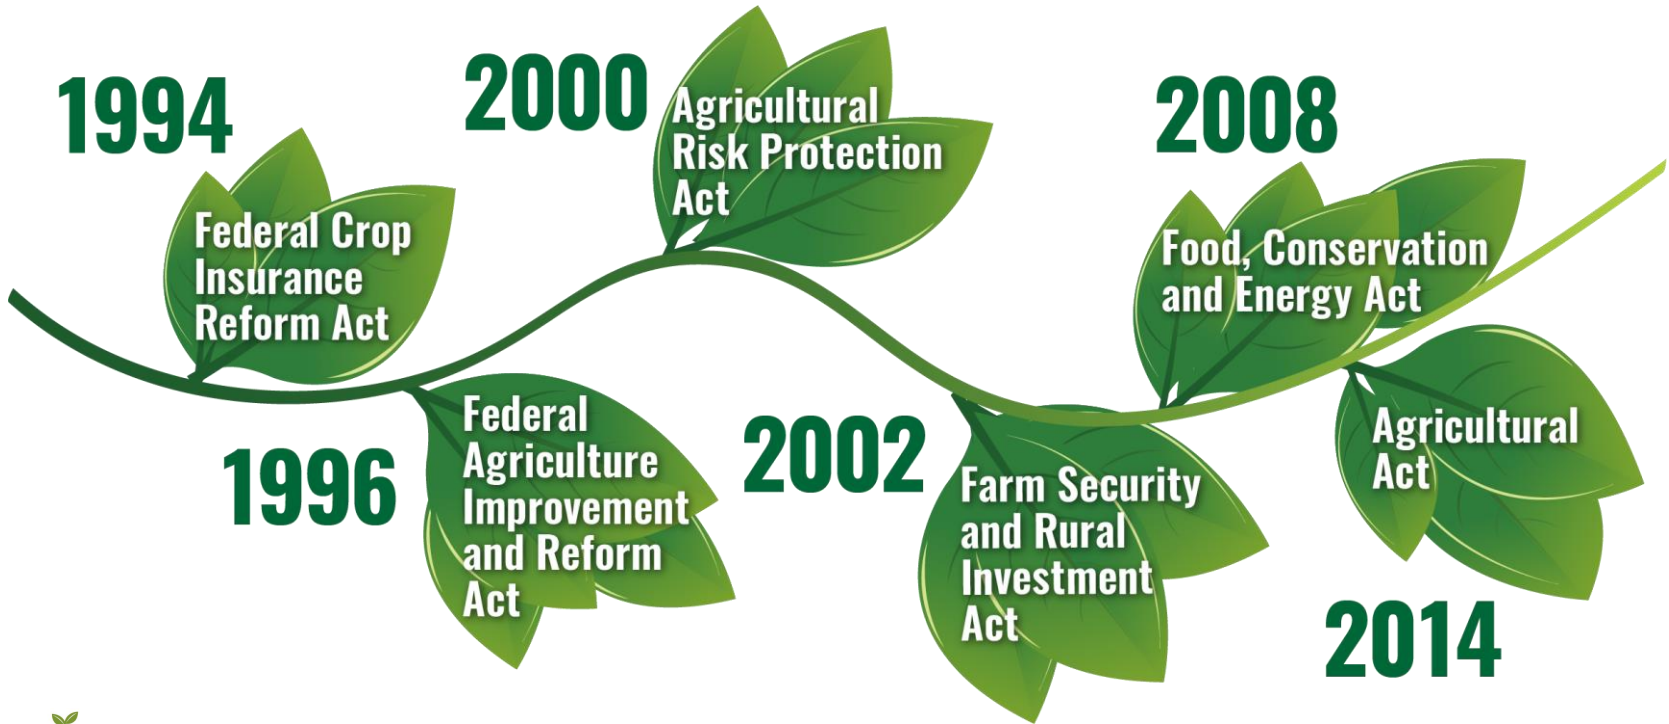 1994
Federal Crop
Insurance
Reform Act
1996
Federal
Agriculture
Improvement
and Reform
Act
2000
Agricultural
Risk Protection
Act
2002
Farm Security
and Rural
Investment
Act
2008
Food, Conservation
and Energy Act
Agricultural
Act
2014